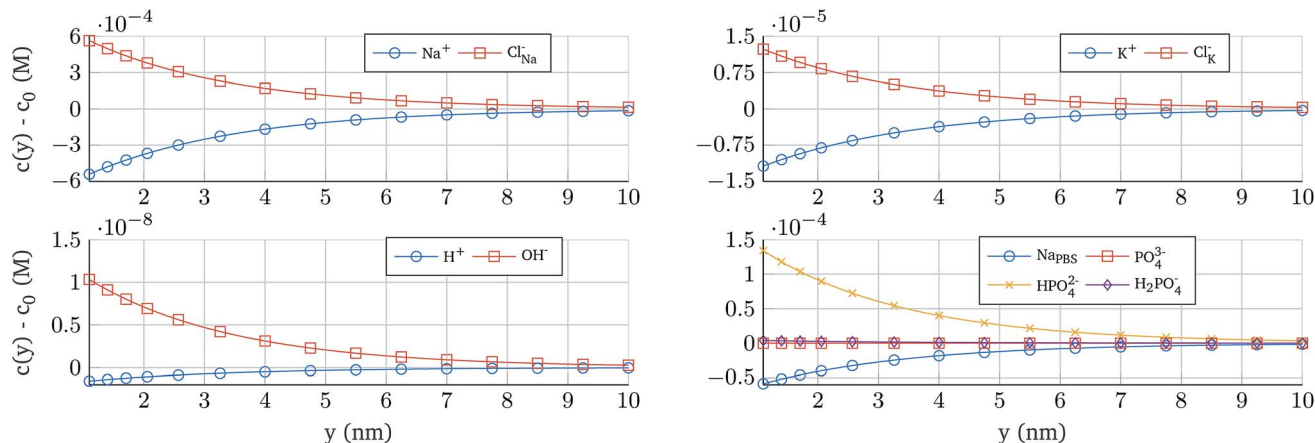 ·10⁻⁴
6
3
0
−3
−6
c(y) - c₀ (M)
Na⁺ Cl⁻Na
2 3 4 5 6 7 8 9 10
·10⁻⁵
1.5
0.75
0
−0.75
−1.5
K⁺ Cl⁻K
2 3 4 5 6 7 8 9 10
·10⁻⁸
1.5
0.5
0
c(y) - c₀ (M)
H⁺ OH⁻
2 3 4 5 6 7 8 9 10
y (nm)
·10⁻⁴
1.5
1
0.5
0
−0.5
Na_PBS PO₄³⁻
HPO₄²⁻ H₂PO₄⁻
2 3 4 5 6 7 8 9 10
y (nm)